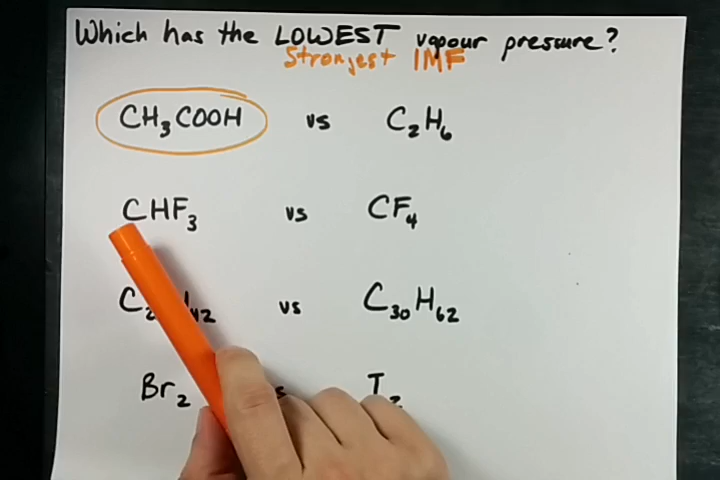 Which has the LOWEST vapour pressure?
Strongest IMF
CH₃COOH vs C₂H₆
CHF₃ vs CF₄
vs C₃₀H₆₂
Br₂